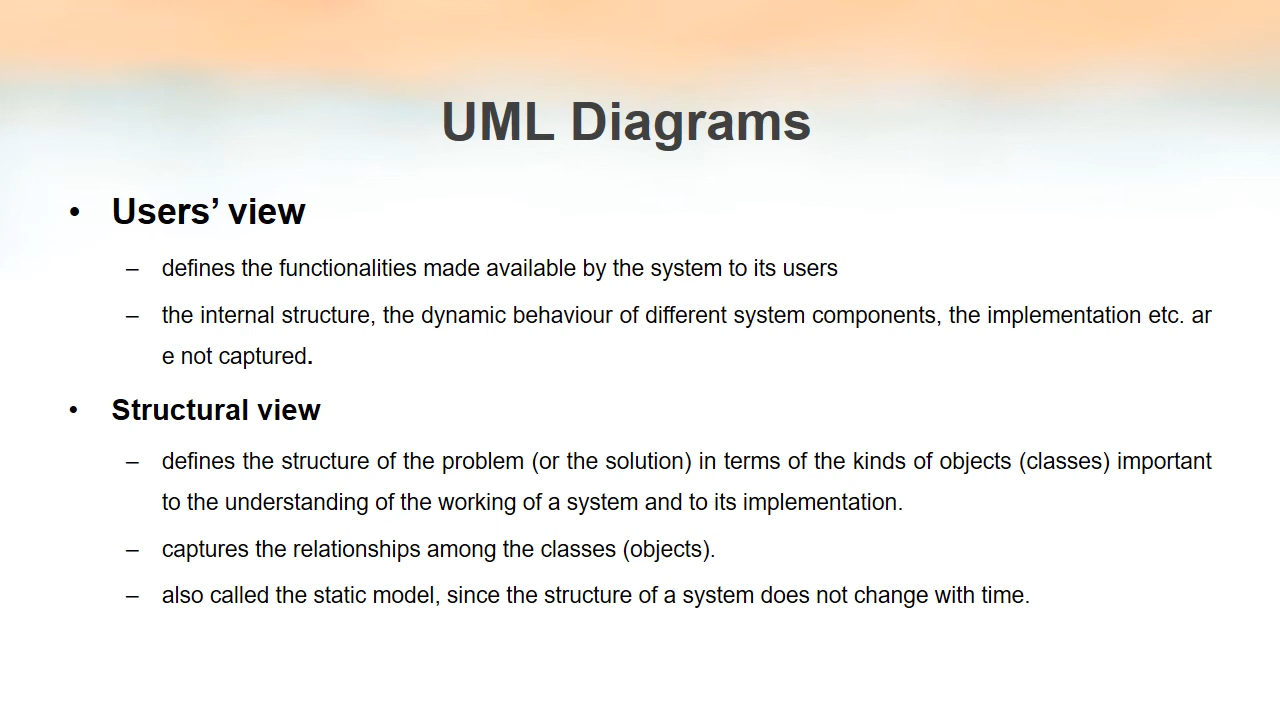 UML Diagrams
• Users’ view
– defines the functionalities made available by the system to its users
– the internal structure, the dynamic behaviour of different system components, the implementation etc. ar
e not captured.
• Structural view
– defines the structure of the problem (or the solution) in terms of the kinds of objects (classes) important
to the understanding of the working of a system and to its implementation.
– captures the relationships among the classes (objects).
– also called the static model, since the structure of a system does not change with time.